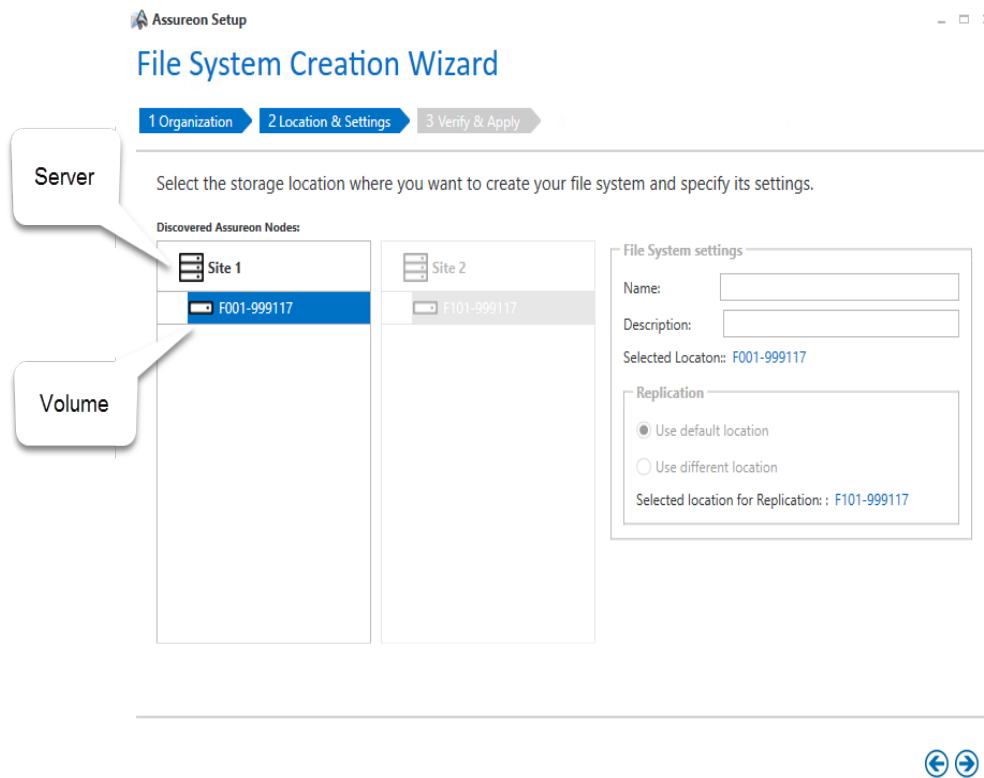 Assureon Setup
File System Creation Wizard
1 Organization
2 Location & Settings
3 Verify & Apply
Server
Select the storage location where you want to create your file system and specify its settings.
Discovered Assureon Nodes:
Site 1
F001-999117
Volume
Site 2
F101-999117
File System settings
Name:
Description:
Selected Locaton:: F001-999117
Replication
Use default location
Use different location
Selected location for Replication: : F101-999117